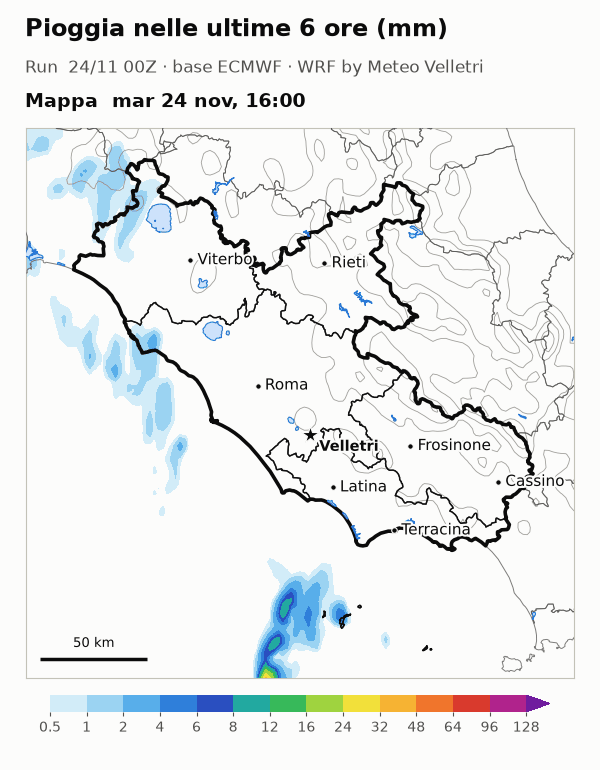 Pioggia nelle ultime 6 ore (mm)
Run  24/11 00Z · base ECMWF · WRF by Meteo Velletri
Mappa  mar 24 nov, 16:00
Viterbo
Rieti
Roma
Velletri
Frosinone
Cassino
Latina
Terracina
50 km
0.5 1 2 4 6 8 12 16 24 32 48 64 96 128